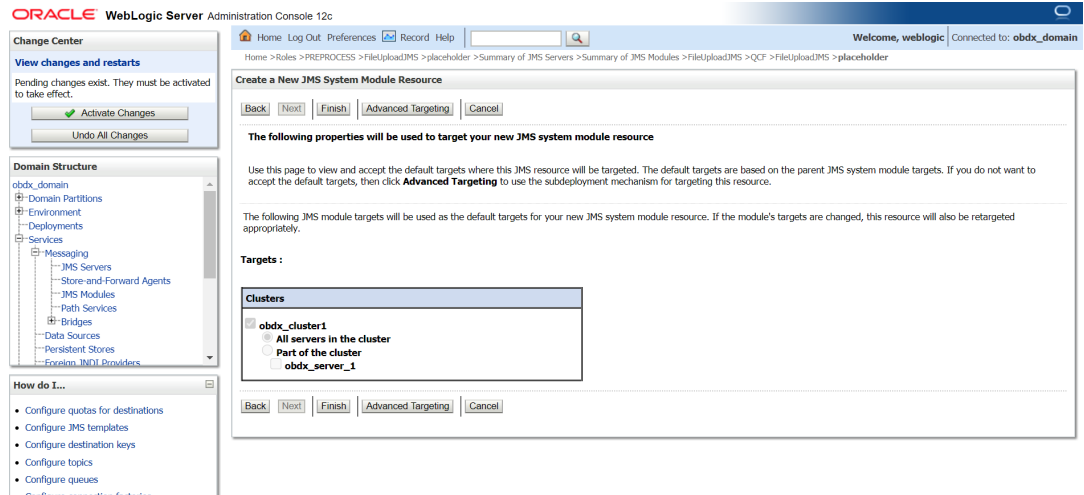 ORACLE WebLogic Server Administration Console 12c
Change Center
View changes and restarts
Pending changes exist. They must be activated
to take effect.
Activate Changes
Undo All Changes
Domain Structure
obdx_domain
Domain Partitions
Environment
Deployments
Services
Messaging
JMS Servers
Store-and-Forward Agents
JMS Modules
Path Services
Bridges
Data Sources
Persistent Stores
Foreign JNDI Providers
How do I...
Configure quotas for destinations
Configure JMS templates
Configure destination keys
Configure topics
Configure queues
Configure connection factories
Home Log Out Preferences Record Help
Welcome, weblogic Connected to: obdx_domain
Home >Roles >PREPROCESS >FileUploadJMS >placeholder >Summary of JMS Servers >Summary of JMS Modules >FileUploadJMS >QCF >FileUploadJMS >placeholder
Create a New JMS System Module Resource
Back Next Finish Advanced Targeting Cancel
The following properties will be used to target your new JMS system module resource
Use this page to view and accept the default targets where this JMS resource will be targeted. The default targets are based on the parent JMS system module targets. If you do not want to
accept the default targets, then click Advanced Targeting to use the subdeployment mechanism for targeting this resource.
The following JMS module targets will be used as the default targets for your new JMS system module resource. If the module's targets are changed, this resource will also be retargeted
appropriately.
Targets :
Clusters
obdx_cluster1
All servers in the cluster
Part of the cluster
obdx_server_1
Back Next Finish Advanced Targeting Cancel